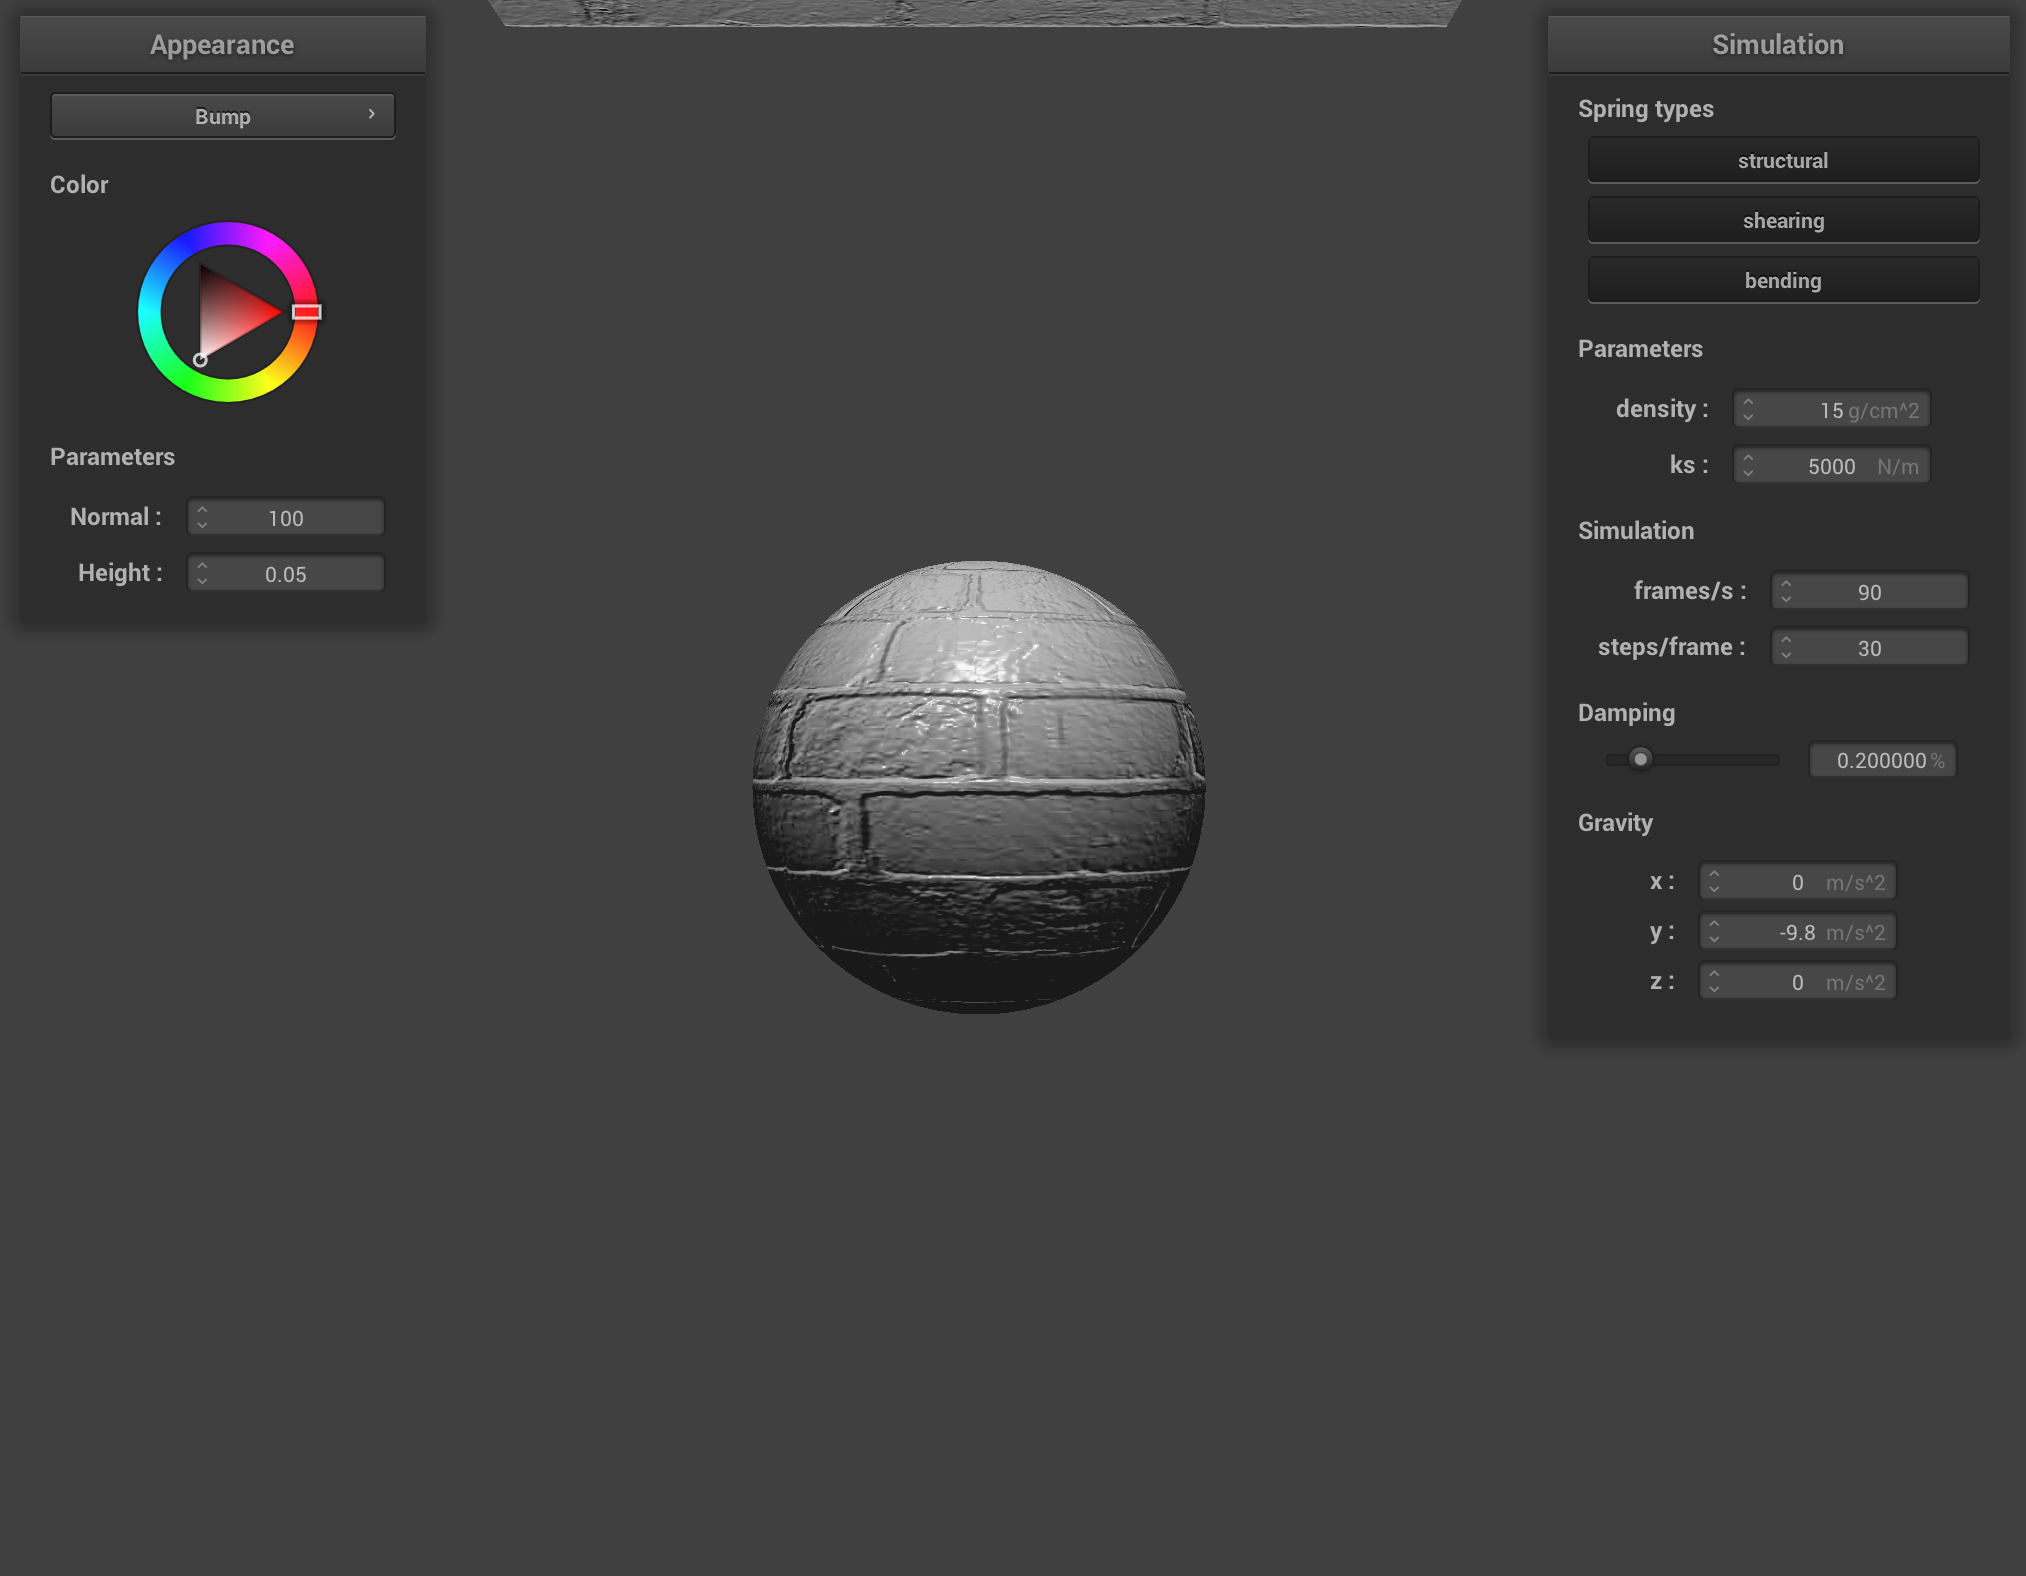 Appearance
Bump
Color
Parameters
Normal : 100
Height : 0.05
Simulation
Spring types
structural
shearing
bending
Parameters
density : 15 g/cm^2
ks : 5000 N/m
Simulation
frames/s : 90
steps/frame : 30
Damping
0.200000 %
Gravity
x : 0 m/s^2
y : -9.8 m/s^2
z : 0 m/s^2